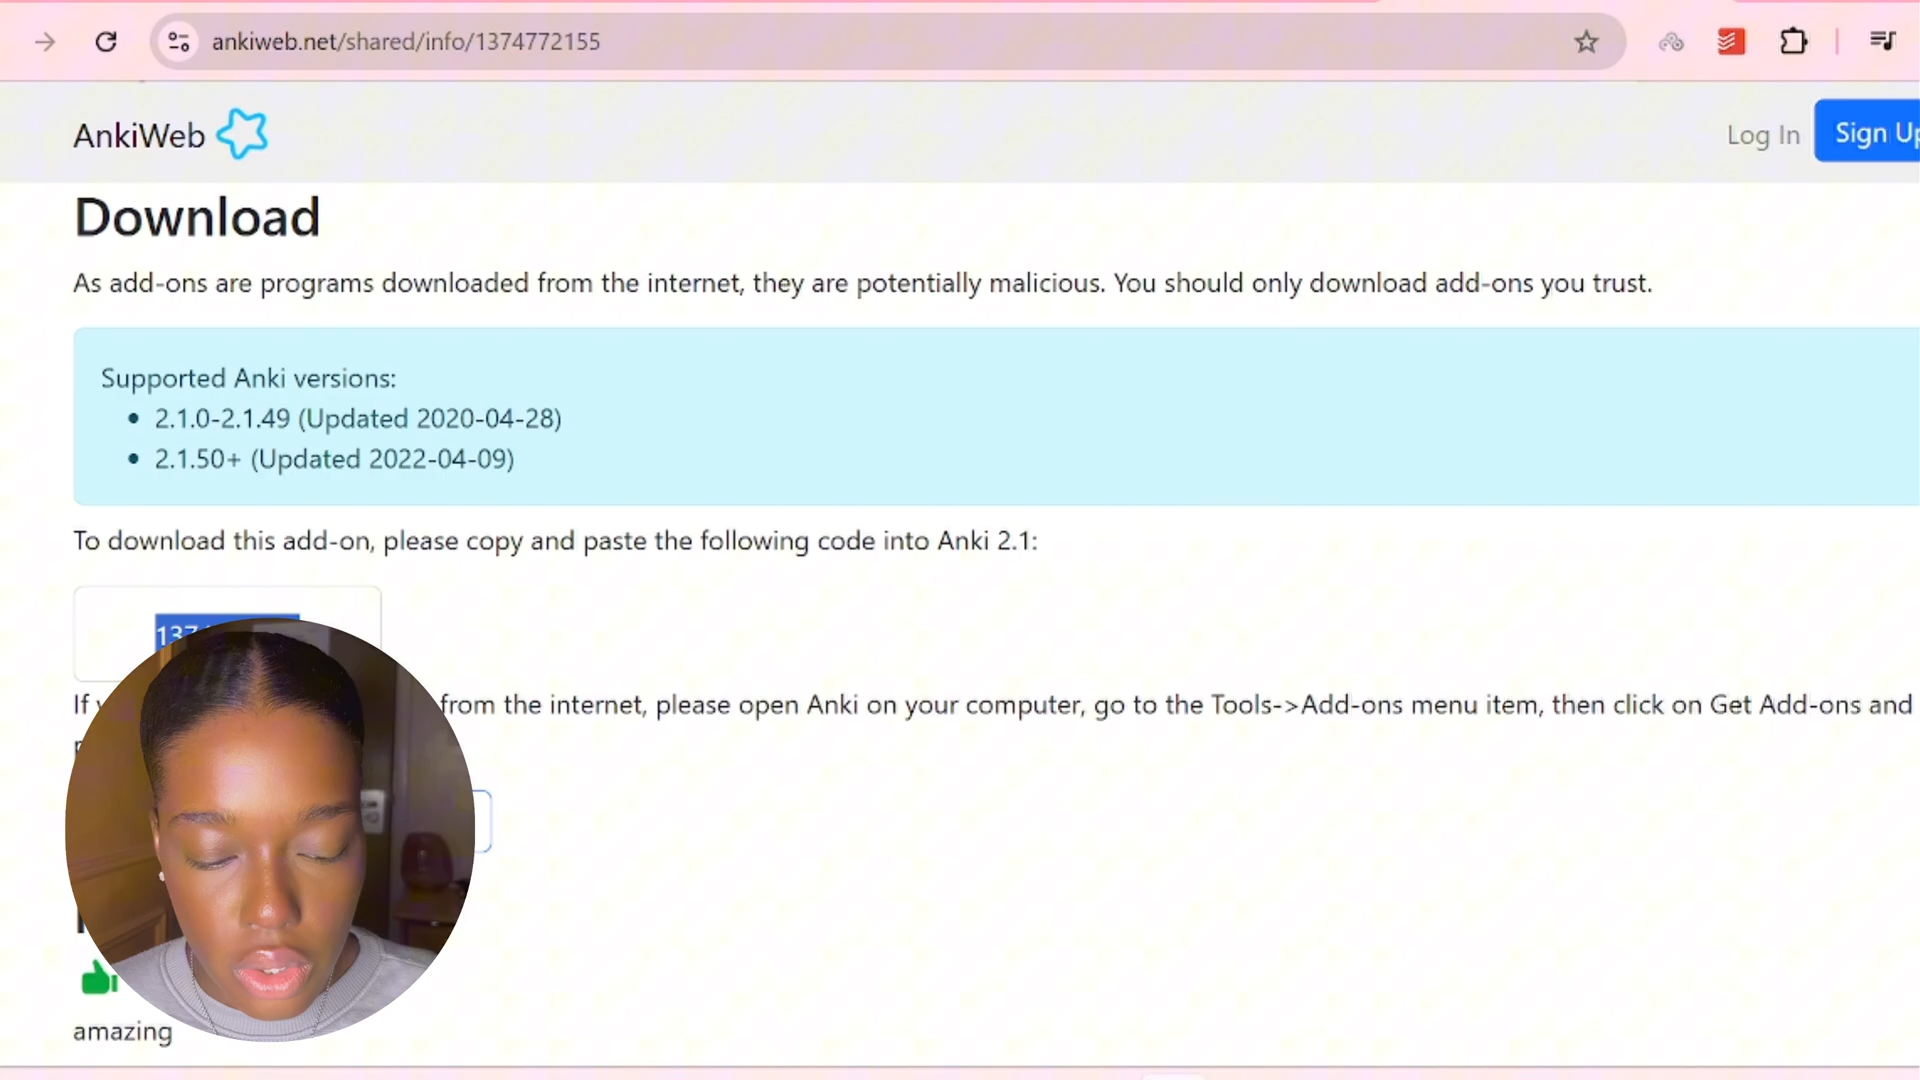 ankiweb.net/shared/info/1374772155
AnkiWeb
Log In
Sign Up
Download
As add-ons are programs downloaded from the internet, they are potentially malicious. You should only download add-ons you trust.
Supported Anki versions:
2.1.0-2.1.49 (Updated 2020-04-28)
2.1.50+ (Updated 2022-04-09)
To download this add-on, please copy and paste the following code into Anki 2.1:
If from the internet, please open Anki on your computer, go to the Tools->Add-ons menu item, then click on Get Add-ons and
amazing